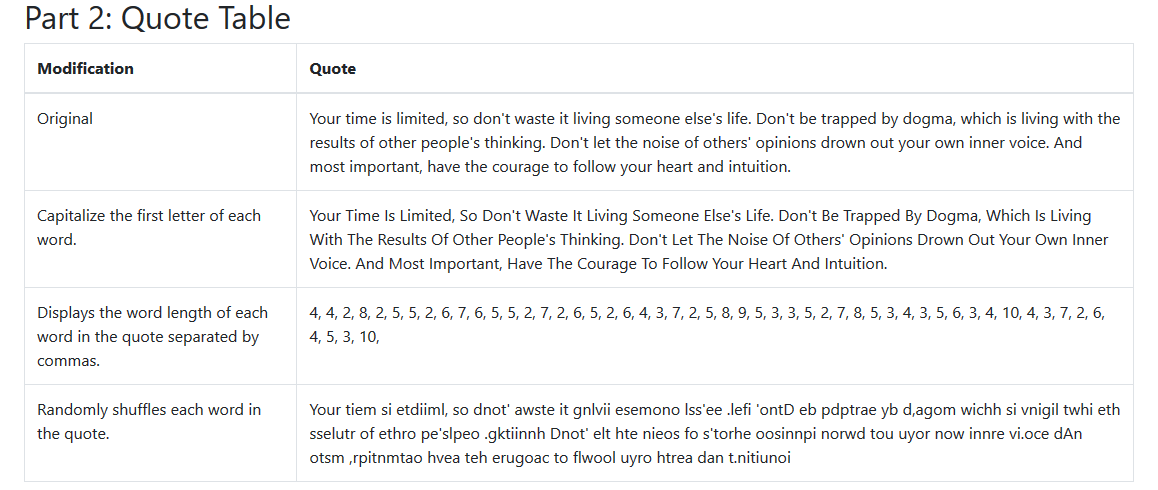 Part 2: Quote Table
Modification
Quote
Original
Your time is limited, so don't waste it living someone else's life. Don't be trapped by dogma, which is living with the
results of other people's thinking. Don't let the noise of others' opinions drown out your own inner voice. And
most important, have the courage to follow your heart and intuition.
Capitalize the first letter of each
word.
Your Time Is Limited, So Don't Waste It Living Someone Else's Life. Don't Be Trapped By Dogma, Which Is Living
With The Results Of Other People's Thinking. Don't Let The Noise Of Others' Opinions Drown Out Your Own Inner
Voice. And Most Important, Have The Courage To Follow Your Heart And Intuition.
Displays the word length of each
word in the quote separated by
commas.
4, 4, 2, 8, 2, 5, 5, 2, 6, 7, 6, 5, 5, 2, 7, 2, 6, 5, 2, 6, 4, 3, 7, 2, 5, 8, 9, 5, 3, 3, 5, 2, 7, 8, 5, 3, 4, 3, 5, 6, 3, 4, 10, 4, 3, 7, 2, 6,
4, 5, 3, 10,
Randomly shuffles each word in
the quote.
Your tiem si etdiiml, so dnot' awste it gnlvii esemono lss'ee .lefi 'ontD eb pdptrae yb d,agom wichh si vnigil twhi eth
sselutr of ethro pe'slpeo .gktiinnh Dnot' elt hte nieos fo s'torhe oosinnpi norwd tou uyor now innre vi.oce dAn
otsm ,rpitnmtao hvea teh erugoac to flwool uyro htrea dan t.nitiunoi